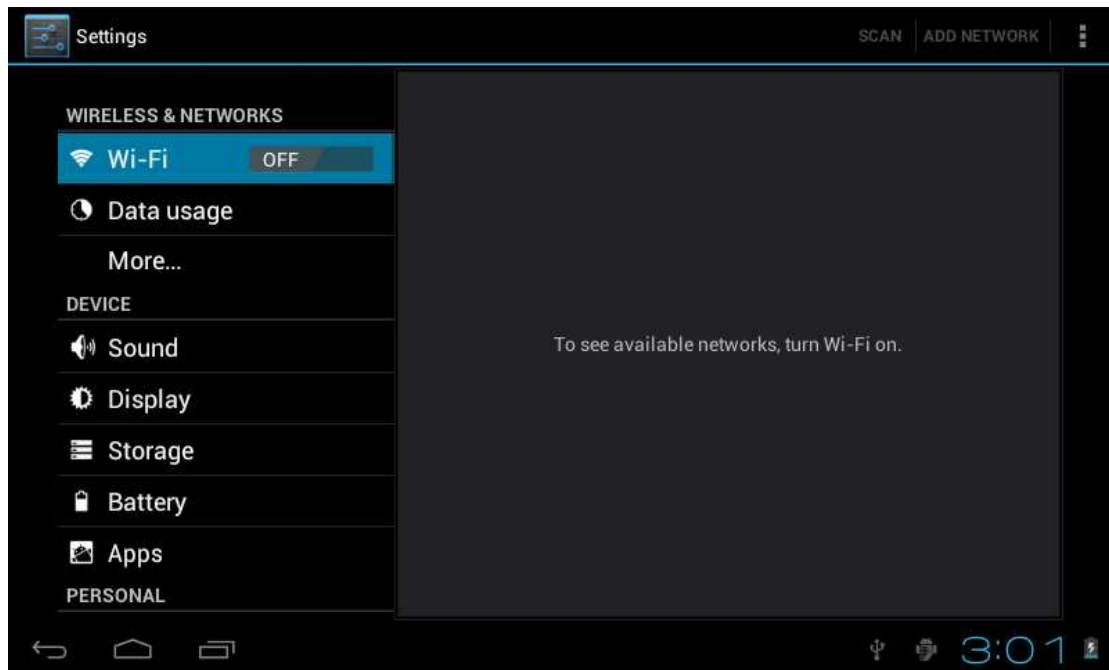 Settings
SCAN
ADD NETWORK
WIRELESS & NETWORKS
Wi-Fi
OFF
Data usage
More...
DEVICE
Sound
Display
Storage
Battery
Apps
PERSONAL
To see available networks, turn Wi-Fi on.
3:01